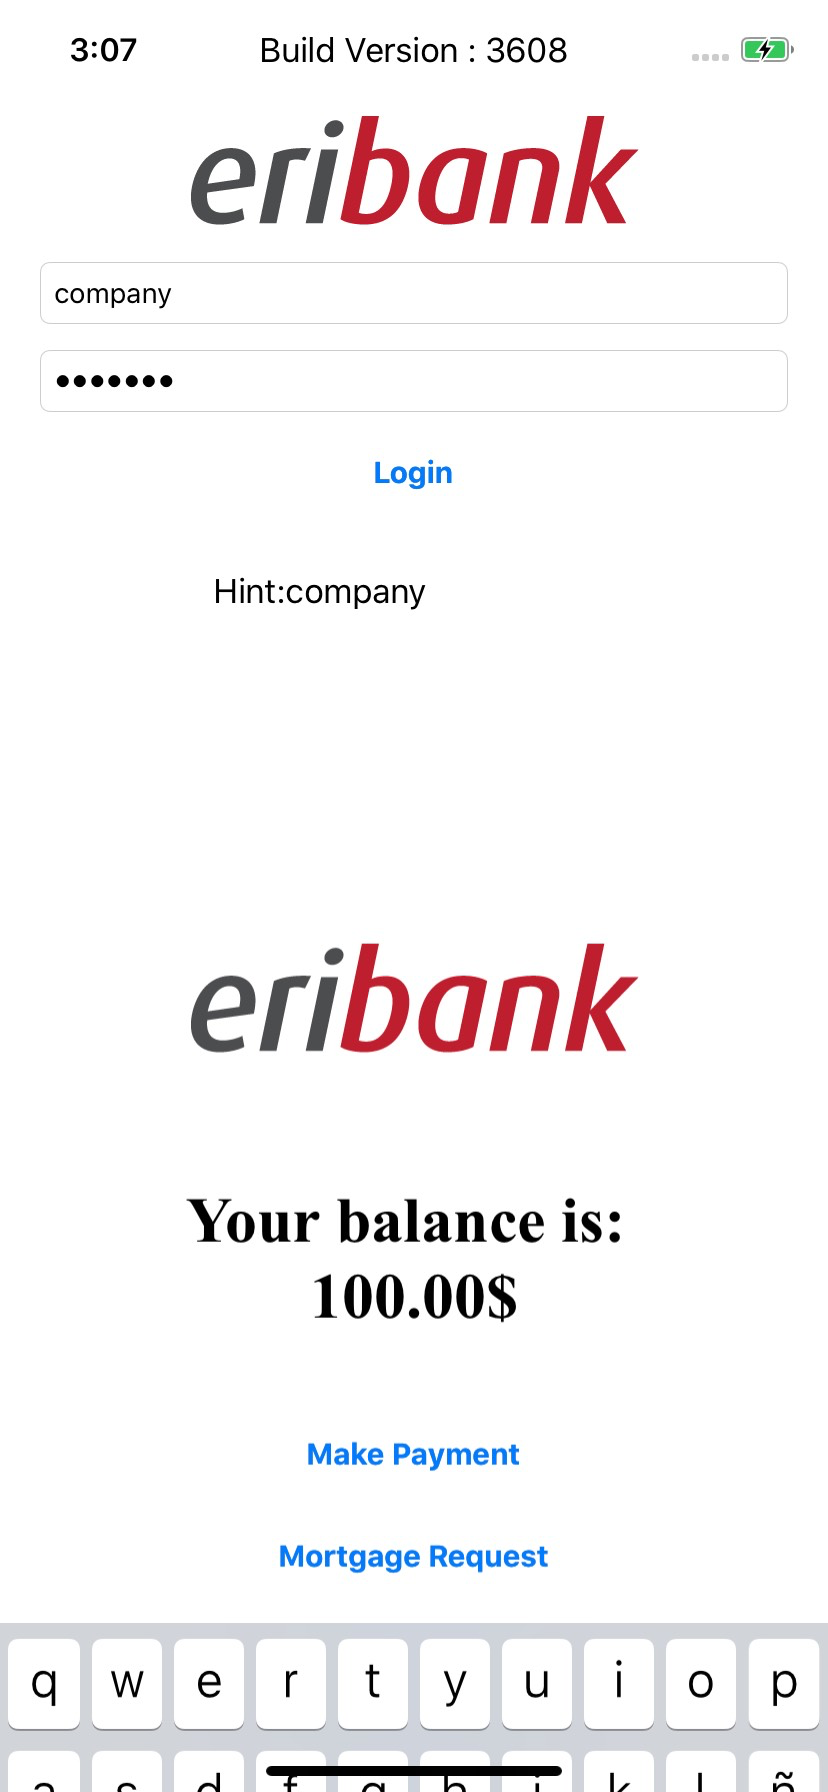 3:07 Build Version : 3608
eribank
company
•••••••
Login
Hint:company
eribank
Your balance is:
100.00$
Make Payment
Mortgage Request
q w e r t y u i o p
a s d f g h j k l ñ